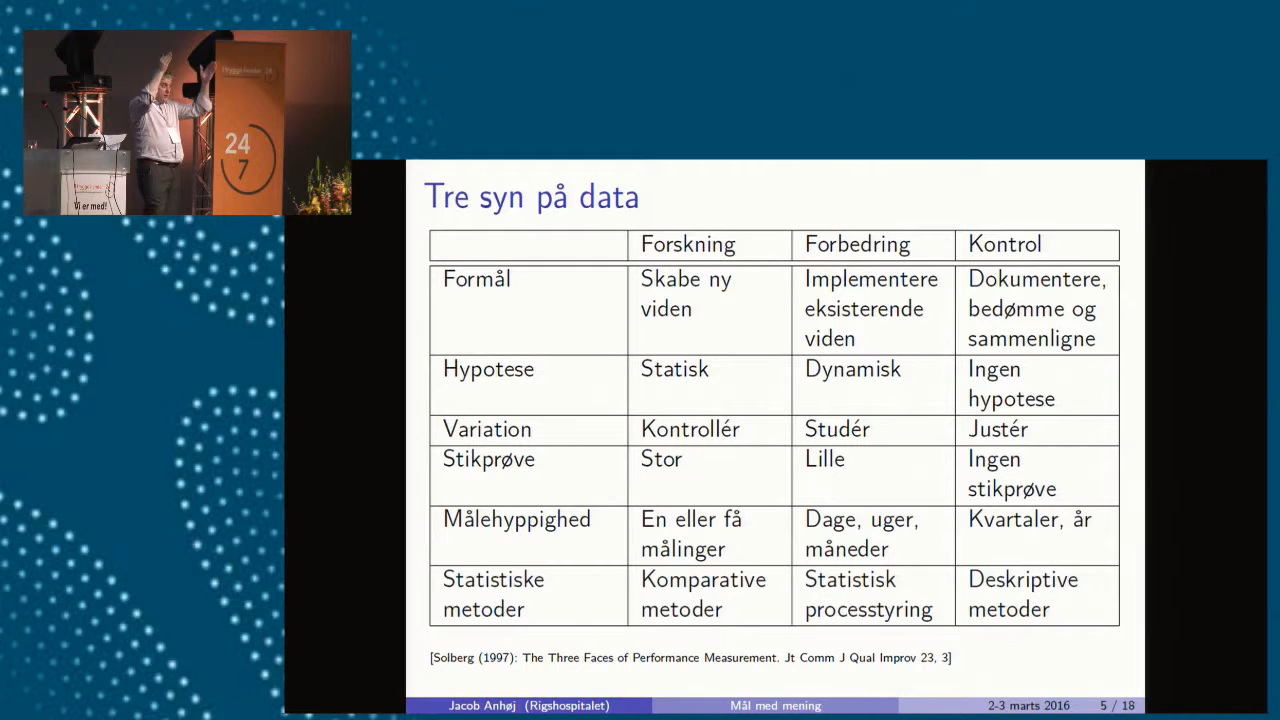 24
7
Vi er med!
Tre syn på data
Forskning Forbedring Kontrol
Formål Skabe ny Implementere Dokumentere,
viden eksisterende bedømme og
viden sammenligne
Hypotese Statisk Dynamisk Ingen
hypotese
Variation Kontrollér Studér Justér
Stikprøve Stor Lille Ingen
stikprøve
Målehyppighed En eller få Dage, uger, Kvartaler, år
målinger måneder
Statistiske Komparative Statistisk Deskriptive
metoder metoder processtyring metoder
[Solberg (1997): The Three Faces of Performance Measurement. Jt Comm J Qual Improv 23, 3]
Jacob Anhøj (Rigshospitalet) Mål med mening 2-3 marts 2016 5 / 18